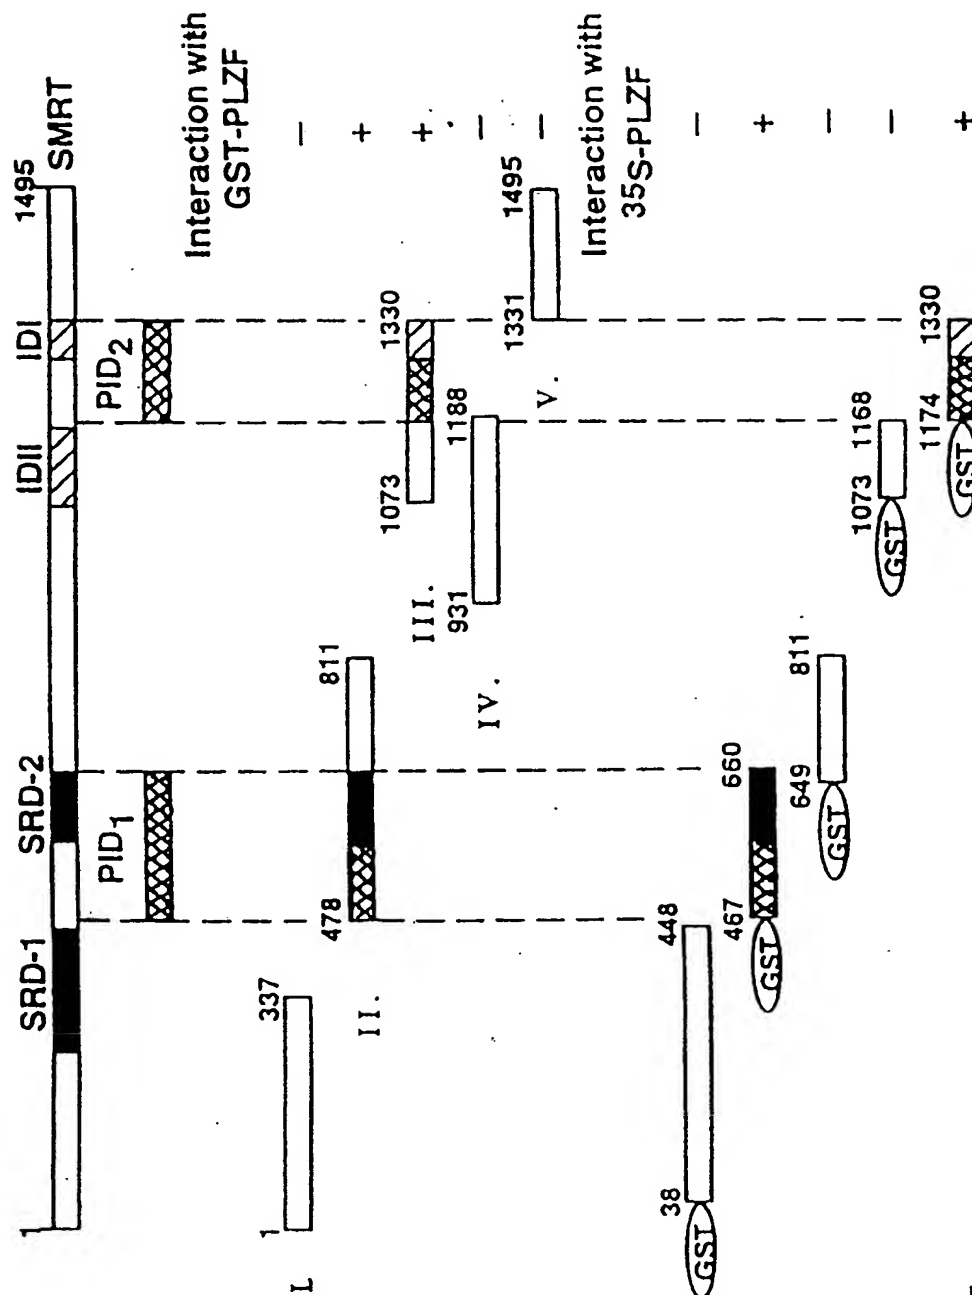 1 SRD-1 SRD-2 IDII IDI 1495 SMRT
PID1 PID2
Interaction with
GST-PLZF
I. 1 337 −
II. 478 811 +
III. 1073 1330 +
IV. 931 1188 −
V. 1331 1495 −
Interaction with
35S-PLZF
GST 38 448 −
GST 467 660 +
GST 649 811 −
GST 1073 1168 −
GST 1174 1330 +